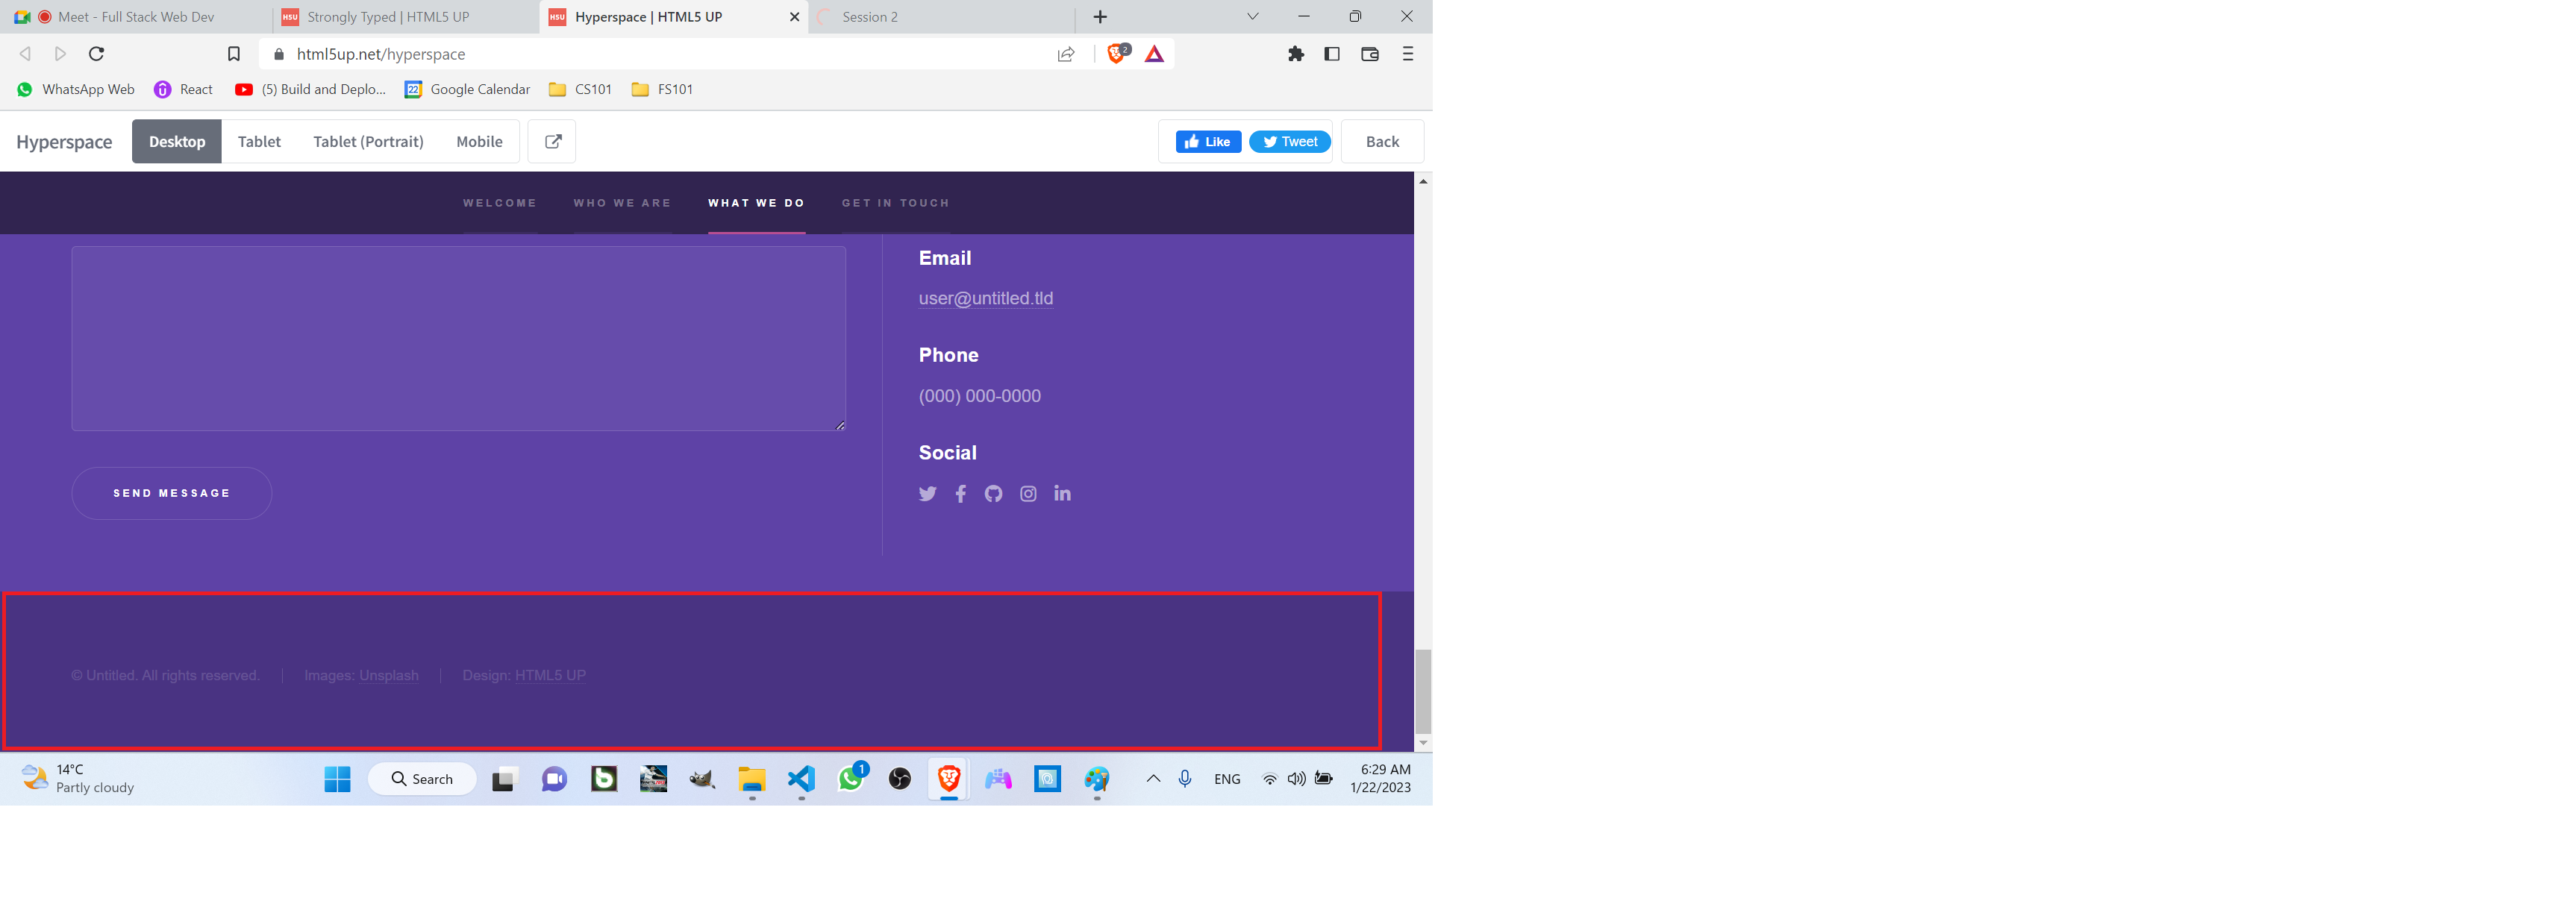 Meet - Full Stack Web Dev
Strongly Typed | HTML5 UP
Hyperspace | HTML5 UP
Session 2
html5up.net/hyperspace
2
WhatsApp Web
React
(5) Build and Deplo...
22
Google Calendar
CS101
FS101
Hyperspace
Desktop
Tablet
Tablet (Portrait)
Mobile
Like
Tweet
Back
WELCOME
WHO WE ARE
WHAT WE DO
GET IN TOUCH
Email
user@untitled.tld
Phone
(000) 000-0000
Social
SEND MESSAGE
© Untitled. All rights reserved.
Images: Unsplash
Design: HTML5 UP
14°C
Partly cloudy
Search
1
ENG
6:29 AM
1/22/2023